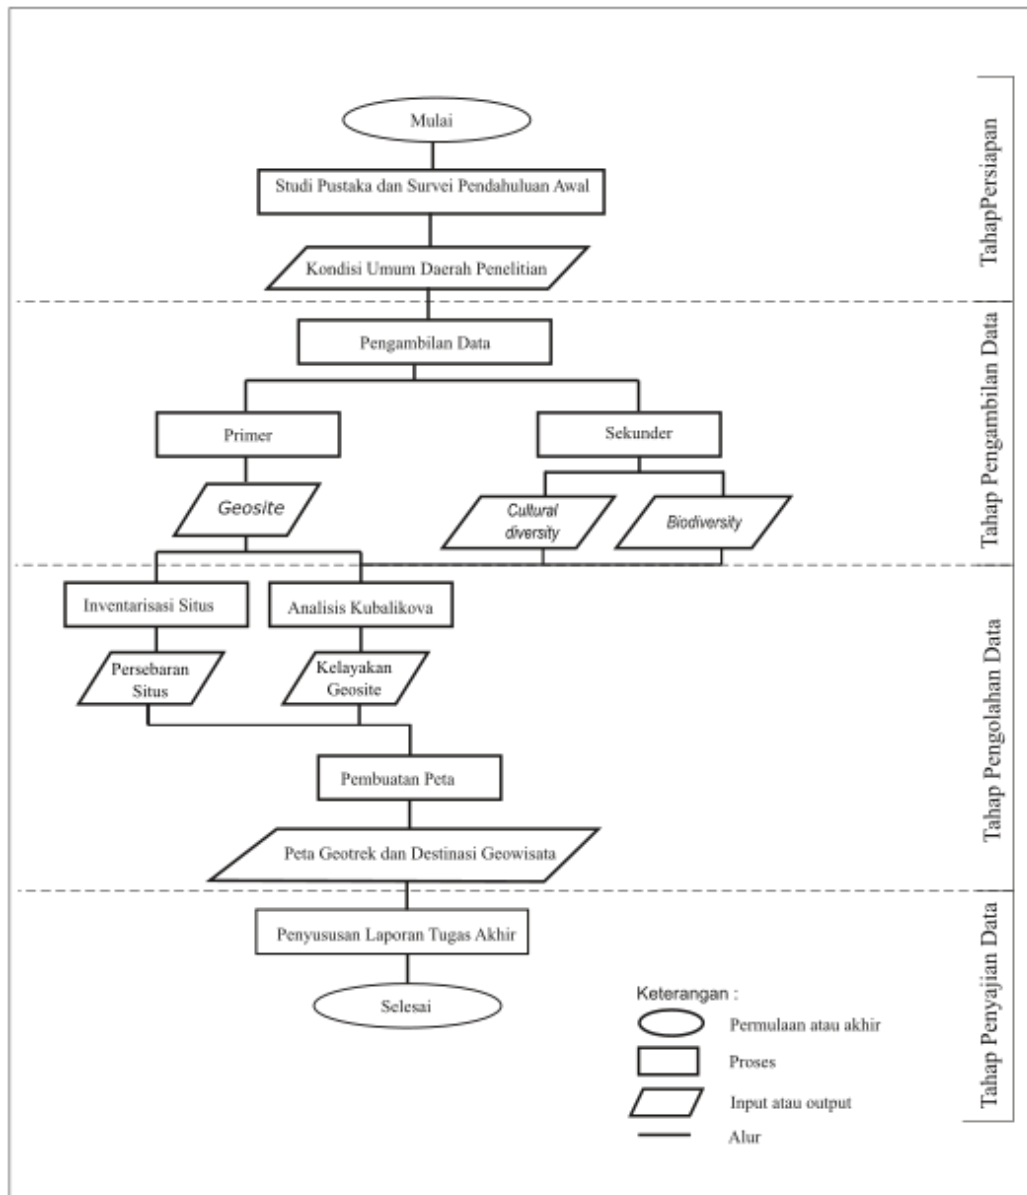 Mulai
Studi Pustaka dan Survei Pendahuluan Awal
Kondisi Umum Daerah Penelitian
TahapPersiapan
Pengambilan Data
Primer
Sekunder
Geosite
Cultural
diversity
Biodiversity
Tahap Pengambilan Data
Inventarisasi Situs
Analisis Kubalikova
Persebaran
Situs
Kelayakan
Geosite
Pembuatan Peta
Peta Geotrek dan Destinasi Geowisata
Tahap Pengolahan Data
Penyususan Laporan Tugas Akhir
Selesai
Tahap Penyajian Data
Keterangan :
Permulaan atau akhir
Proses
Input atau output
Alur